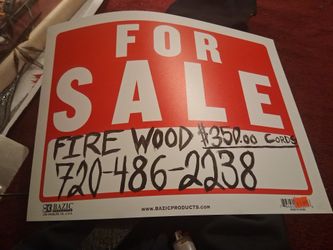 FOR
SALE
FIRE WOOD $350.00 CORDS
720-486-2238
BAZIC
WWW.BAZICPRODUCTS.COM